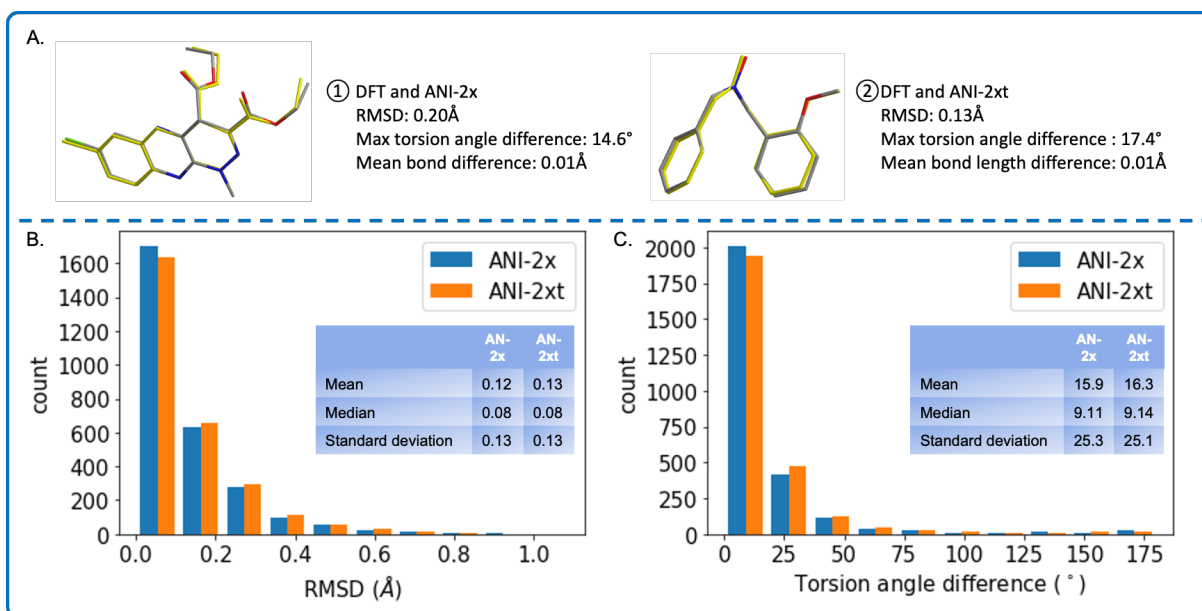 A.
① DFT and ANI-2x
RMSD: 0.20Å
Max torsion angle difference: 14.6°
Mean bond difference: 0.01Å
② DFT and ANI-2xt
RMSD: 0.13Å
Max torsion angle difference : 17.4°
Mean bond length difference: 0.01Å
B.
count
1600
1400
1200
1000
800
600
400
200
0
0.0 0.2 0.4 0.6 0.8 1.0
RMSD (Å)
ANI-2x
ANI-2xt
AN-2x AN-2xt
Mean 0.12 0.13
Median 0.08 0.08
Standard deviation 0.13 0.13
C.
count
2000
1750
1500
1250
1000
750
500
250
0
0 25 50 75 100 125 150 175
Torsion angle difference ( ° )
ANI-2x
ANI-2xt
AN-2x AN-2xt
Mean 15.9 16.3
Median 9.11 9.14
Standard deviation 25.3 25.1